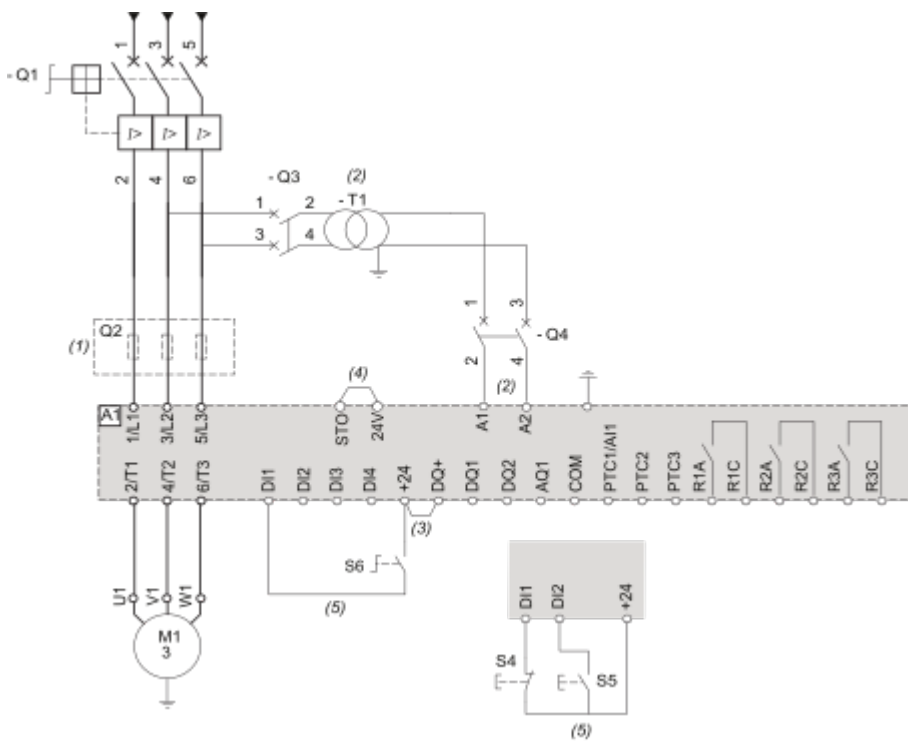 1 3 5
- Q1
I> I> I>
2 4 6
- Q3 (2)
1 2 - T1
3 4
1 3
- Q4
2 4
(2)
(1) Q2
(4)
A1
1/L1 3/L2 5/L3 STO 24V A1 A2
2/T1 4/T2 6/T3 DI1 DI2 DI3 DI4 +24 DQ+ DQ1 DQ2 AQ1 COM PTC1/AI1 PTC2 PTC3 R1A R1C R2A R2C R3A R3C
(3)
S6
(5)
U1 V1 W1
M1
3
DI1 DI2 +24
S4 S5
(5)